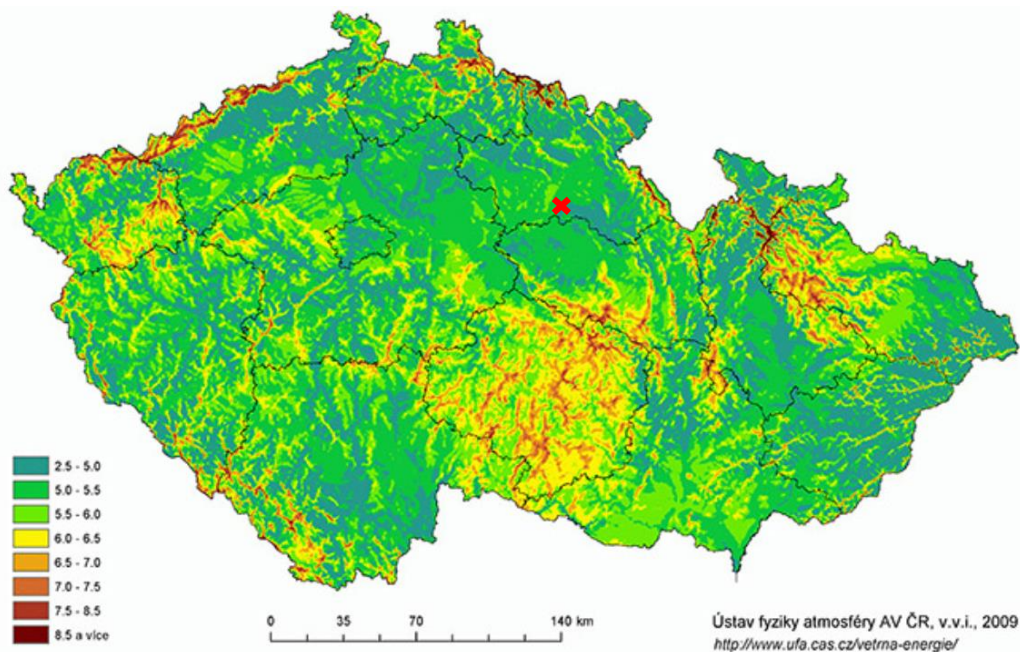 2.5 - 5.0
5.0 - 5.5
5.5 - 6.0
6.0 - 6.5
6.5 - 7.0
7.0 - 7.5
7.5 - 8.5
8.5 a více
0 35 70 140 km
Ústav fyziky atmosféry AV ČR, v.v.i., 2009
http://www.ufa.cas.cz/vetrna-energie/